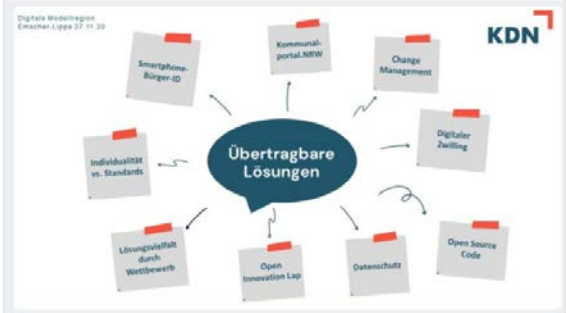 Digitale Modellregion
Emscher-Lippe 27.11.20
KDN
Smartphone-
Bürger-ID
Kommunal-
portal.NRW
Change
Management
Individualität
vs. Standards
Übertragbare
Lösungen
Digitaler
Zwilling
Lösungsvielfalt
durch
Wettbewerb
Open
Innovation Lap
Datenschutz
Open Source
Code